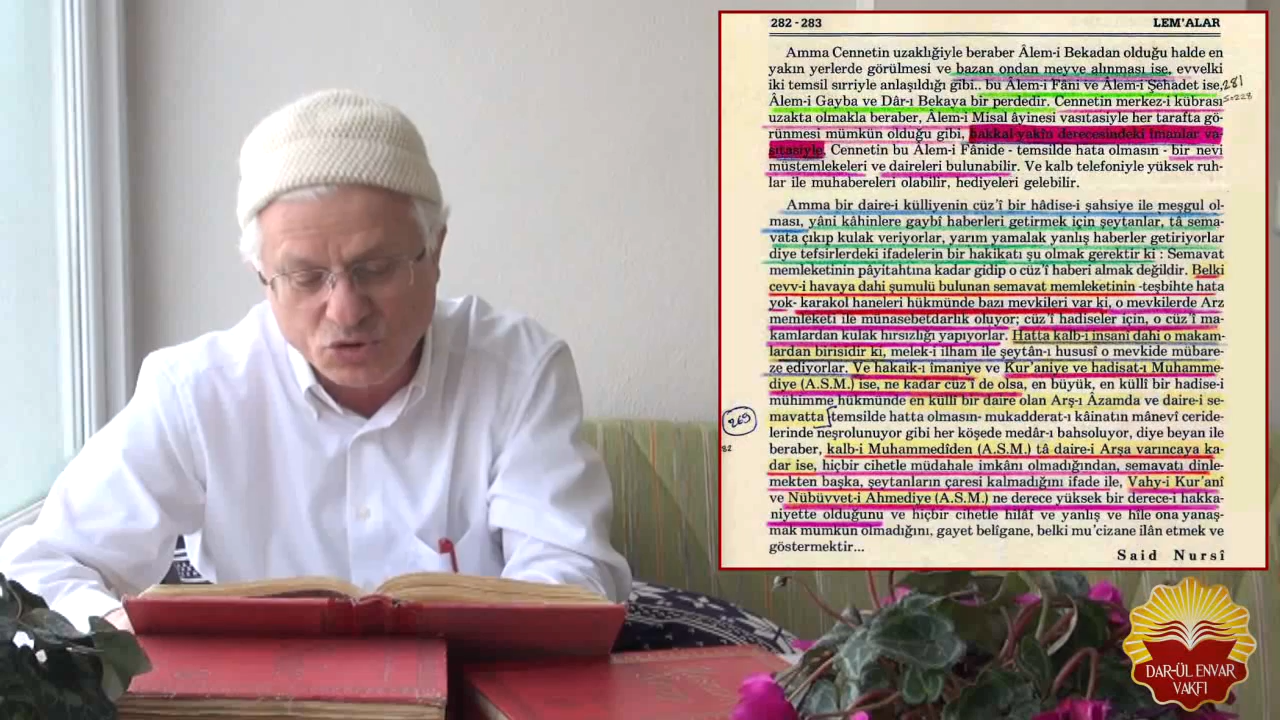 282 - 283 LEM'ALAR
Amma Cennetin uzaklığiyle beraber Âlem-i Bekadan olduğu halde en
yakın yerlerde görülmesi ve bazan ondan meyve alınması ise, evvelki
iki temsil sırriyle anlaşıldığı gibi.. bu Âlem-i Fâni ve Âlem-i Şehadet ise, 281
Âlem-i Gayba ve Dâr-ı Bekaya bir perdedir. Cennetin merkez-i kübrası
uzakta olmakla beraber, Âlem-i Misal âyinesi vasıtasiyle her tarafta gö-
rünmesi mümkün olduğu gibi, hakkal yakîn derecesindeki imanlar va-
sıtasiyle, Cennetin bu Âlem-i Fânide - temsilde hata olmasın - bir nevi
müstemlekeleri ve daireleri bulunabilir. Ve kalb telefoniyle yüksek ruh-
lar ile muhabereleri olabilir, hediyeleri gelebilir.
Amma bir daire-i külliyenin cüz'î bir hâdise-i şahsiye ile meşgul ol-
ması, yâni kâhinlere gaybî haberleri getirmek için şeytanlar, tâ sema-
vata çıkıp kulak veriyorlar, yarım yamalak yanlış haberler getiriyorlar
diye tefsirlerdeki ifadelerin bir hakikatı şu olmak gerektir ki : Semavat
memleketinin pâyitahtına kadar gidip o cüz'î haberi almak değildir. Belki
cevv-i havaya dahi şumulü bulunan semavat memleketinin -teşbihte hata
yok- karakol haneleri hükmünde bazı mevkileri var ki, o mevkilerde Arz
memleketi ile münasebetdarlık oluyor; cüz'î hadiseler için, o cüz'î ma-
kamlardan kulak hırsızlığı yapıyorlar. Hatta kalb-i insanî dahi o makam-
lardan birisidir ki, melek-i ilham ile şeytân-ı hususî o mevkide mübare-
ze ediyorlar. Ve hakaik-ı imaniye ve Kur'aniye ve hadisat-ı Muhamme-
diye (A.S.M.) ise, ne kadar cüz'î de olsa, en büyük, en küllî bir hadise-i
mühimme hükmünde en küllî bir daire olan Arş-ı Âzamda ve daire-i se-
mavatta temsilde hatta olmasın- mukadderat-ı kâinatın mânevî ceride-
lerinde neşrolunuyor gibi her köşede medâr-ı bahsoluyor, diye beyan ile
beraber, kalb-i Muhammedîden (A.S.M.) tâ daire-i Arşa varıncaya ka-
dar ise, hiçbir cihetle müdahale imkânı olmadığından, semavatı dinle-
mekten başka, şeytanların çaresi kalmadığını ifade ile, Vahy-i Kur'anî
ve Nübüvvet-i Ahmediye (A.S.M.) ne derece yüksek bir derece-i hakka-
niyette olduğunu ve hiçbir cihetle hilâf ve yanlış ve hîle ona yanaş-
mak mümkün olmadığını, gayet belîgane, belki mu'cizane ilân etmek ve
göstermektir...
Said Nursî
265
82
DAR-ÜL ENVAR
VAKFI